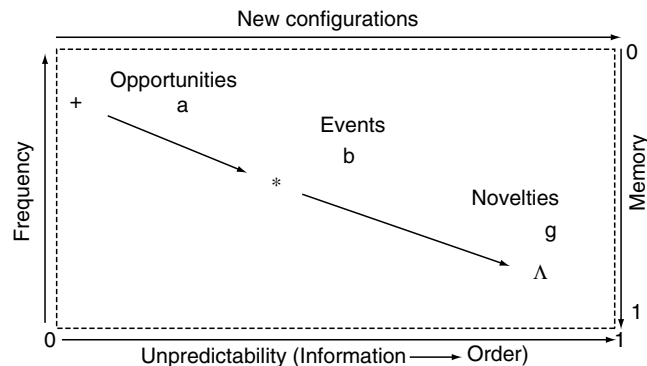 New configurations
0
Opportunities
+
a
Events
b
*
Novelties
g
Λ
Frequency
Memory
1
0
1
Unpredictability (Information → Order)